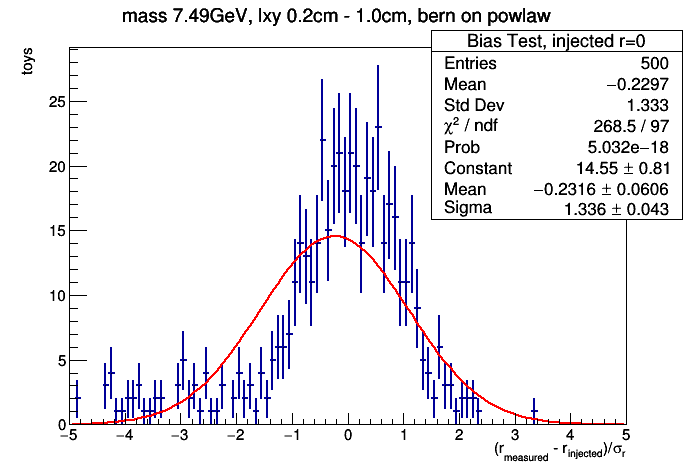 mass 7.49GeV, lxy 0.2cm - 1.0cm, bern on powlaw
toys
Bias Test, injected r=0
Entries 500
Mean −0.2297
Std Dev 1.333
χ² / ndf 268.5 / 97
Prob 5.032e−18
Constant 14.55 ± 0.81
Mean −0.2316 ± 0.0606
Sigma 1.336 ± 0.043
25
20
15
10
5
0
−5 −4 −3 −2 −1 0 1 2 3 4 5
(r_measured - r_injected)/σ_r